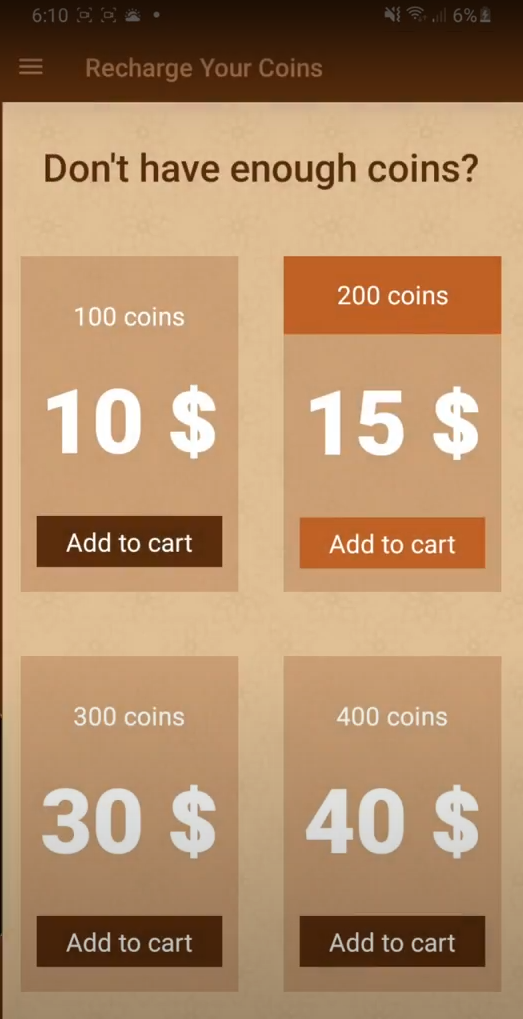 6:10
6%
Recharge Your Coins
Don't have enough coins?
100 coins
10 $
Add to cart
200 coins
15 $
Add to cart
300 coins
30 $
Add to cart
400 coins
40 $
Add to cart